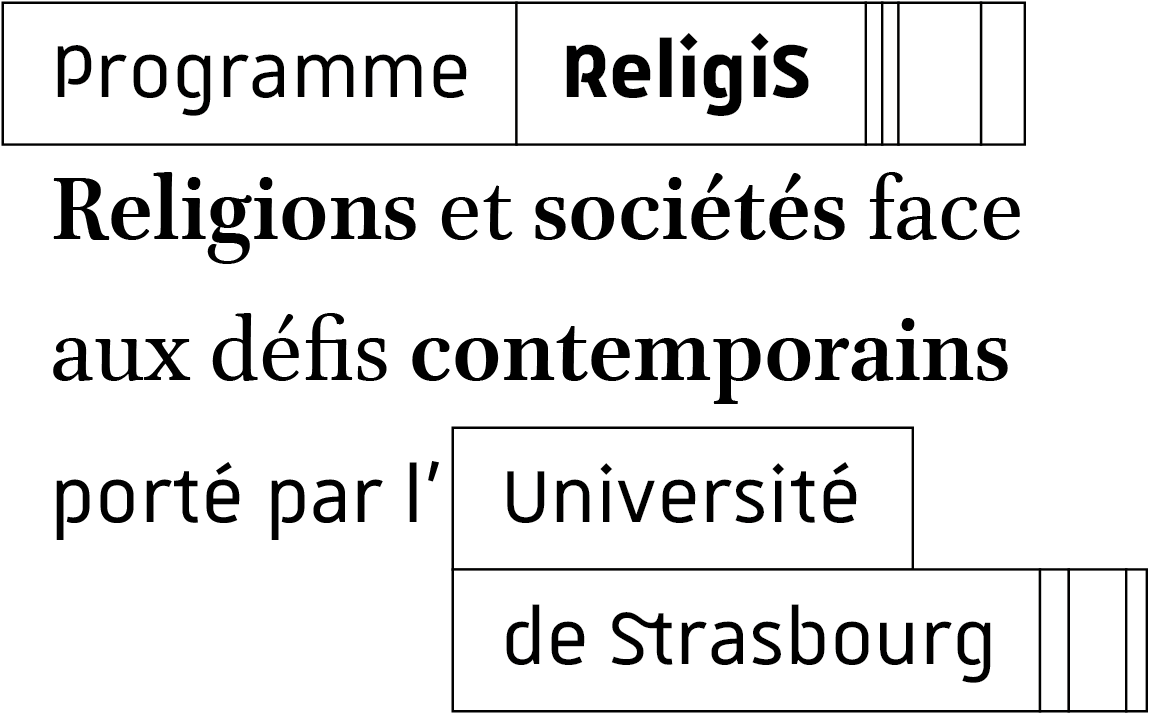 Programme ReligiS
Religions et sociétés face
aux défis contemporains
porté par l’ Université
de Strasbourg